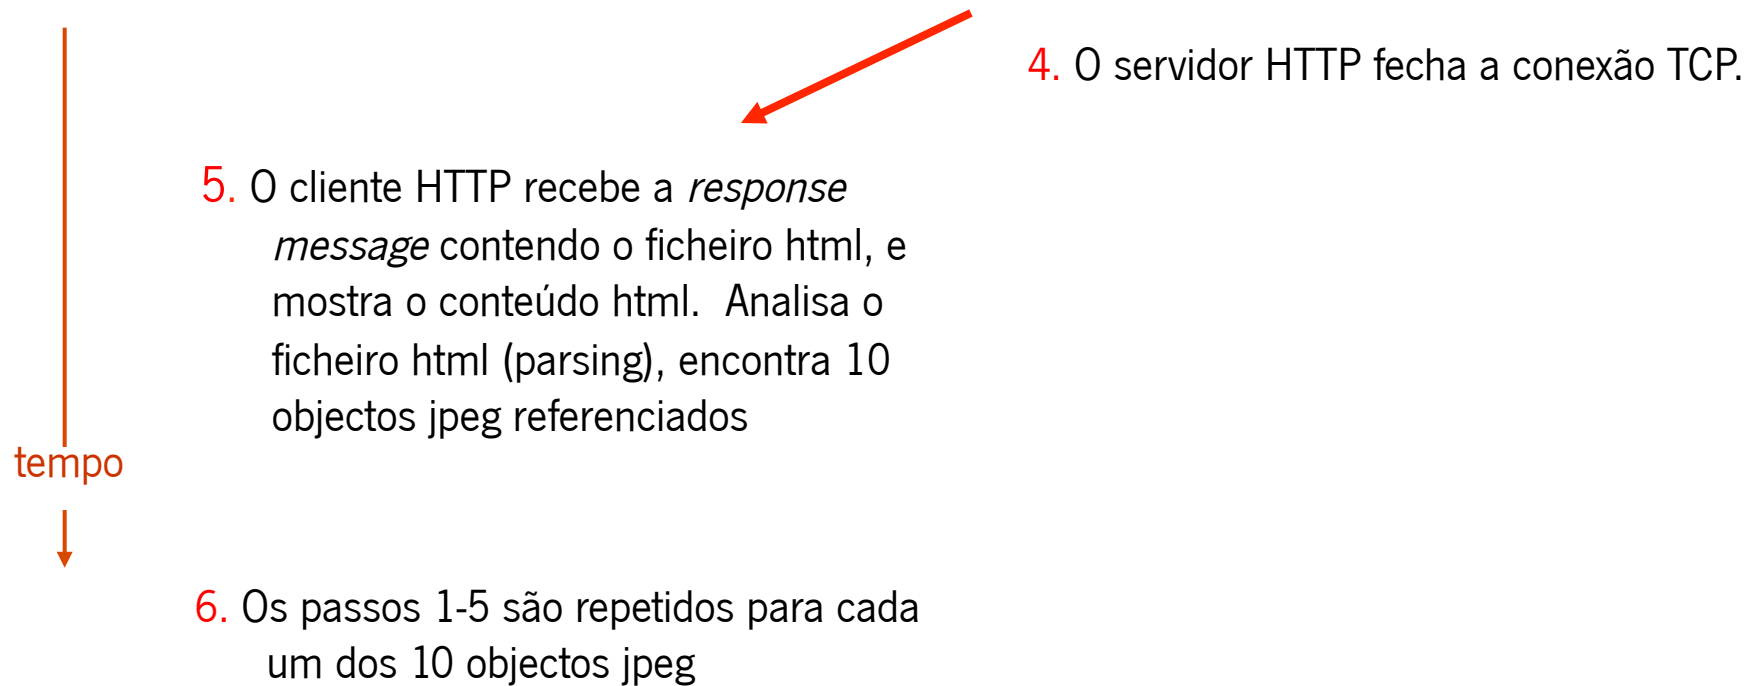 4. O servidor HTTP fecha a conexão TCP.
5. O cliente HTTP recebe a response
message contendo o ficheiro html, e
mostra o conteúdo html. Analisa o
ficheiro html (parsing), encontra 10
objectos jpeg referenciados
tempo
6. Os passos 1-5 são repetidos para cada
um dos 10 objectos jpeg